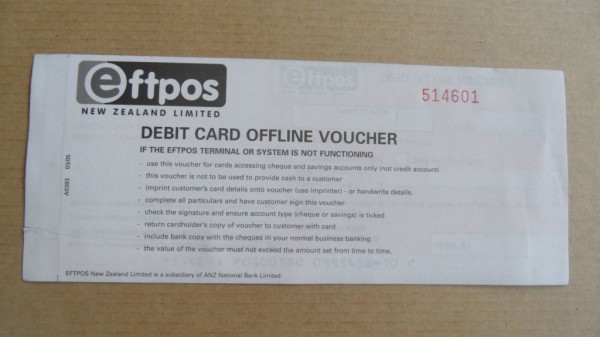 eftpos
NEW ZEALAND LIMITED
514601
DEBIT CARD OFFLINE VOUCHER
IF THE EFTPOS TERMINAL OR SYSTEM IS NOT FUNCTIONING
- use this voucher for cards accessing cheque and savings accounts only (not credit account)
- this voucher is not to be used to provide cash to a customer
- imprint customer's card details onto voucher (use imprinter) - or handwrite details.
- complete all particulars and have customer sign this voucher
- check the signature and ensure account type (cheque or savings) is ticked
- return cardholder's copy of voucher to customer with card
- include bank copy with the cheques in your normal business banking
- the value of the voucher must not exceed the amount set from time to time.
A0393 03/05
EFTPOS New Zealand Limited is a subsidiary of ANZ National Bank Limited